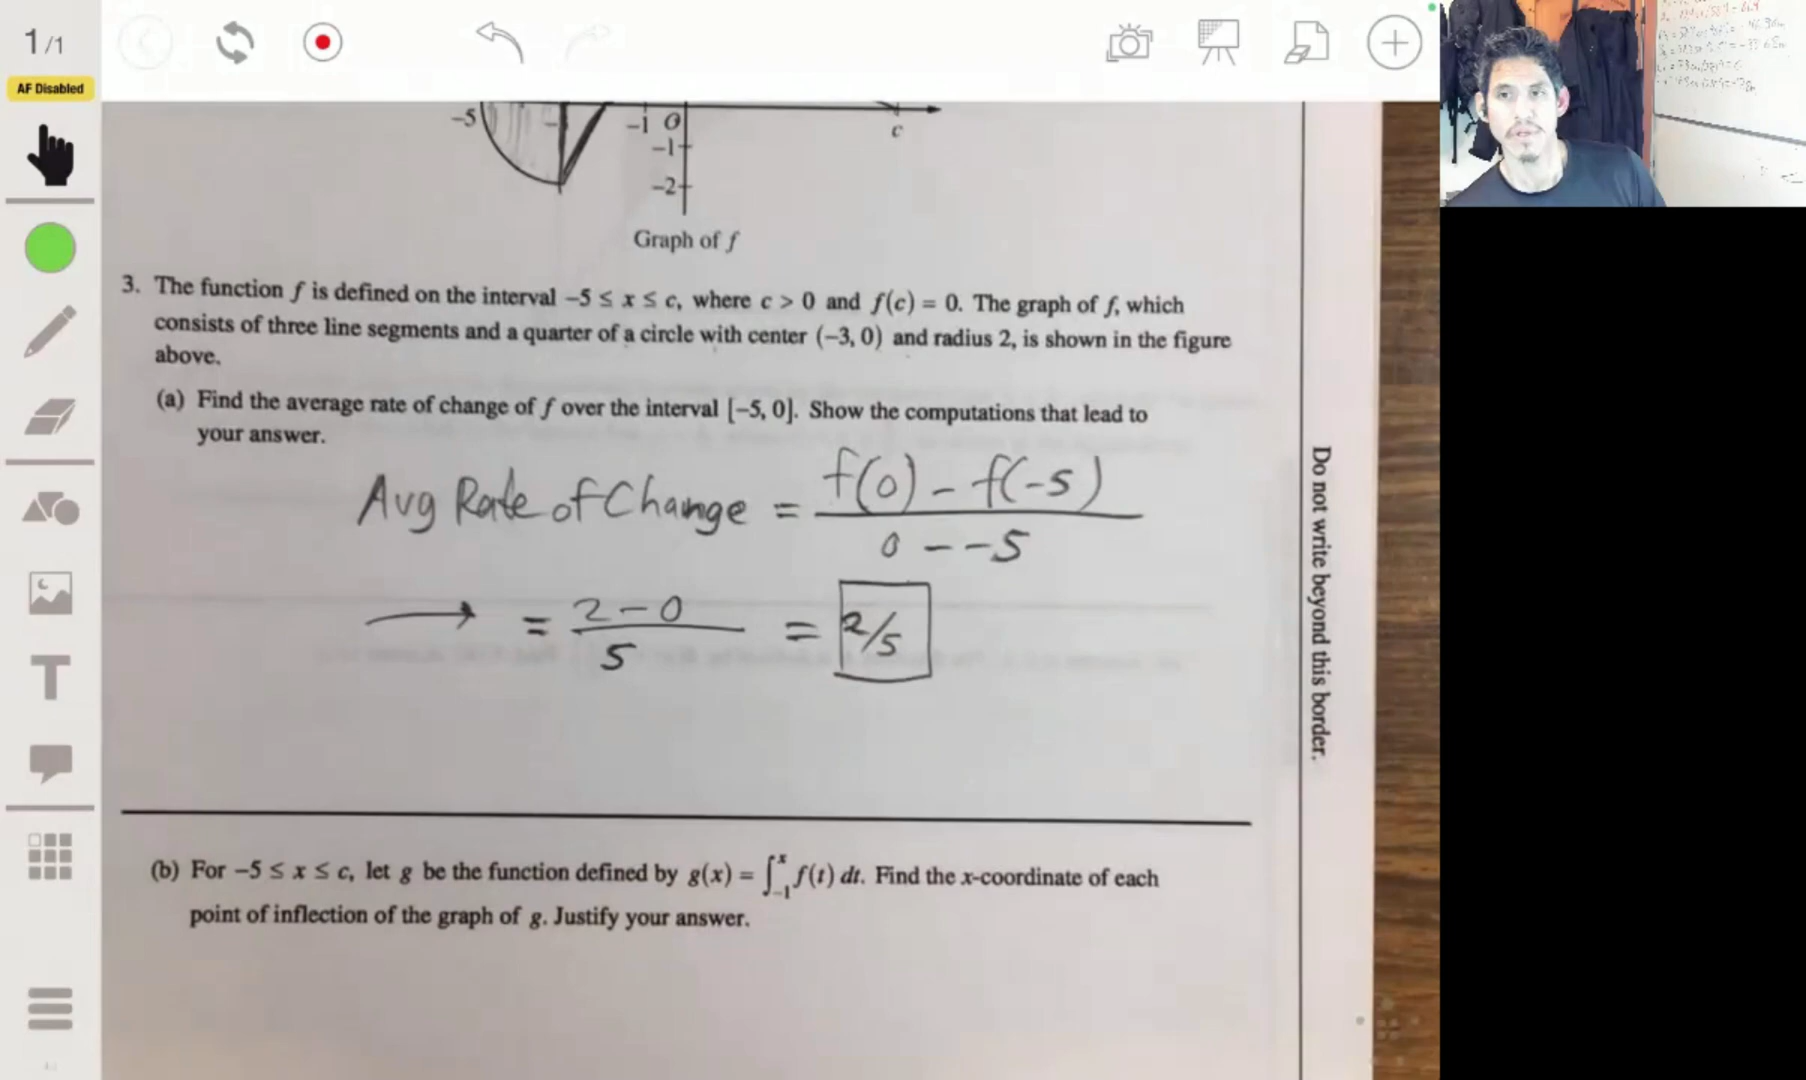 1/1
AF Disabled
-5
-1 0
-1
-2
c
Graph of f
3. The function f is defined on the interval −5 ≤ x ≤ c, where c > 0 and f(c) = 0. The graph of f, which
consists of three line segments and a quarter of a circle with center (−3, 0) and radius 2, is shown in the figure
above.
(a) Find the average rate of change of f over the interval [−5, 0]. Show the computations that lead to
your answer.
Avg Rate of Change = f(0) - f(-5) / 0 - -5
= 2-0 / 5 = 2/5
(b) For −5 ≤ x ≤ c, let g be the function defined by g(x) = ∫₋₁ˣ f(t) dt. Find the x-coordinate of each
point of inflection of the graph of g. Justify your answer.
Do not write beyond this border.
T